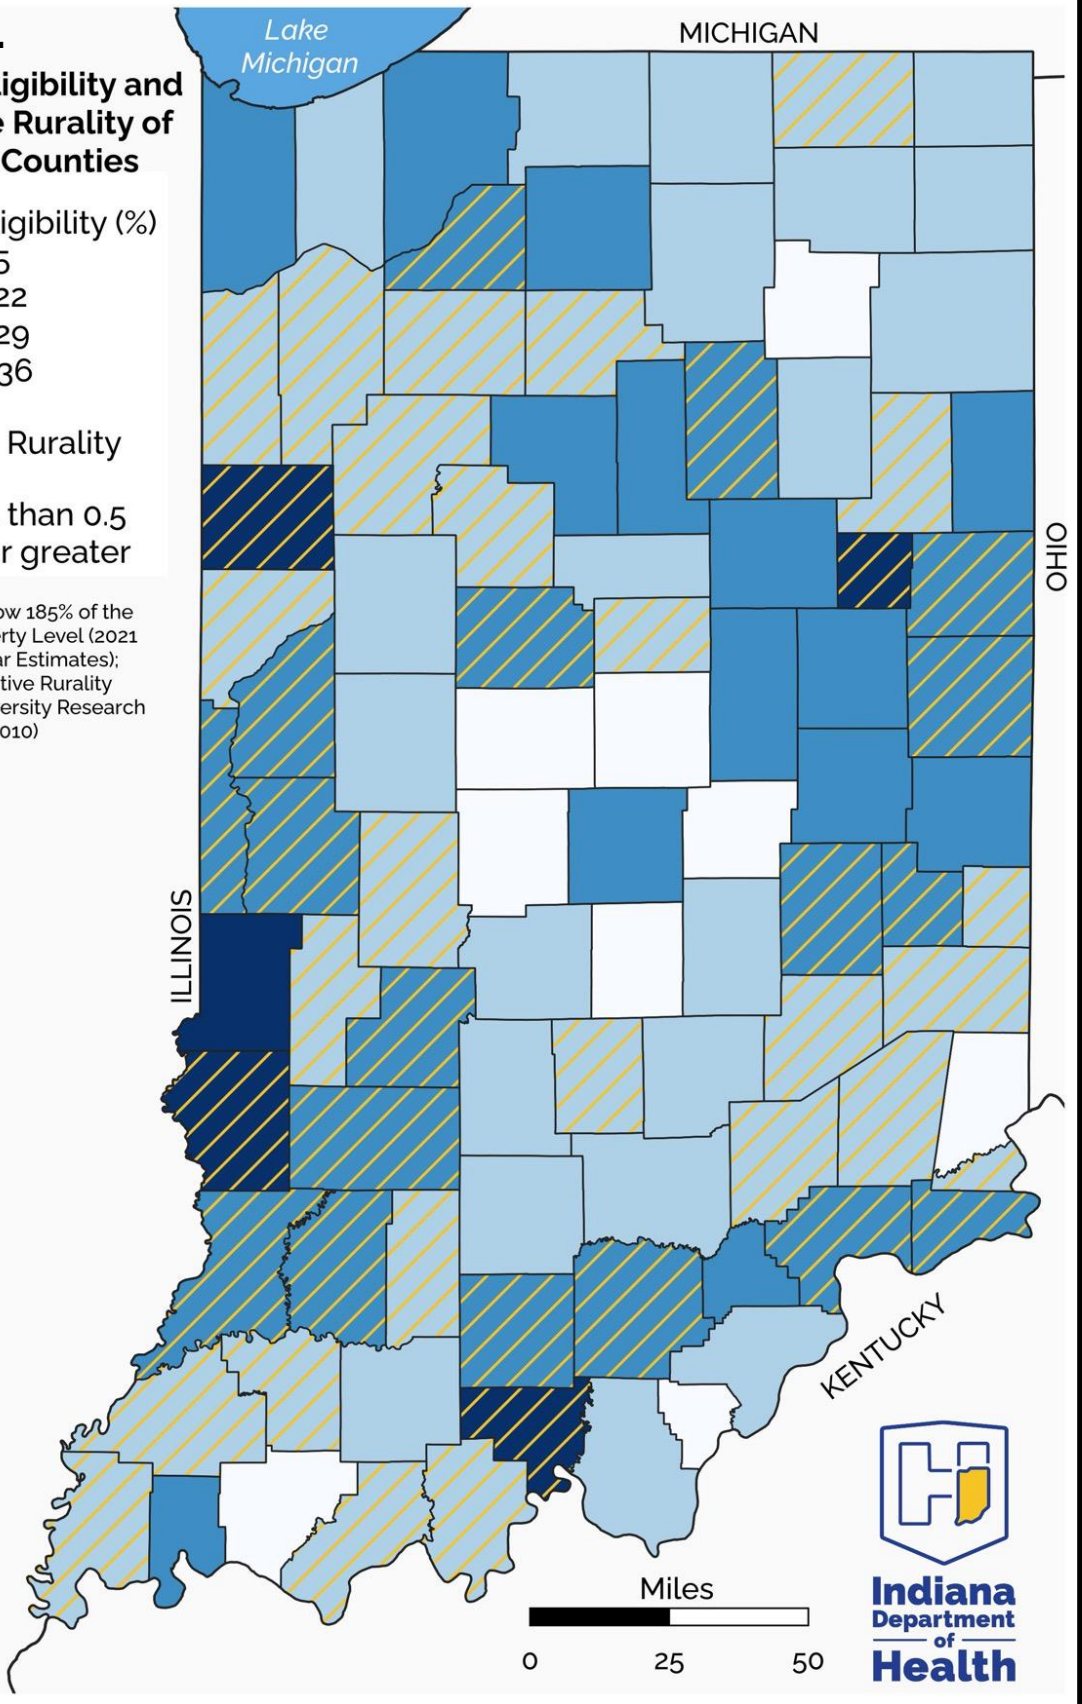 Lake
Michigan
MICHIGAN
igibility and
e Rurality of
Counties
igibility (%)
5
22
29
36
Rurality
than 0.5
r greater
ow 185% of the
erty Level (2021
ar Estimates);
tive Rurality
ersity Research
010)
OHIO
ILLINOIS
KENTUCKY
Miles
0 25 50
Indiana
Department
of
Health